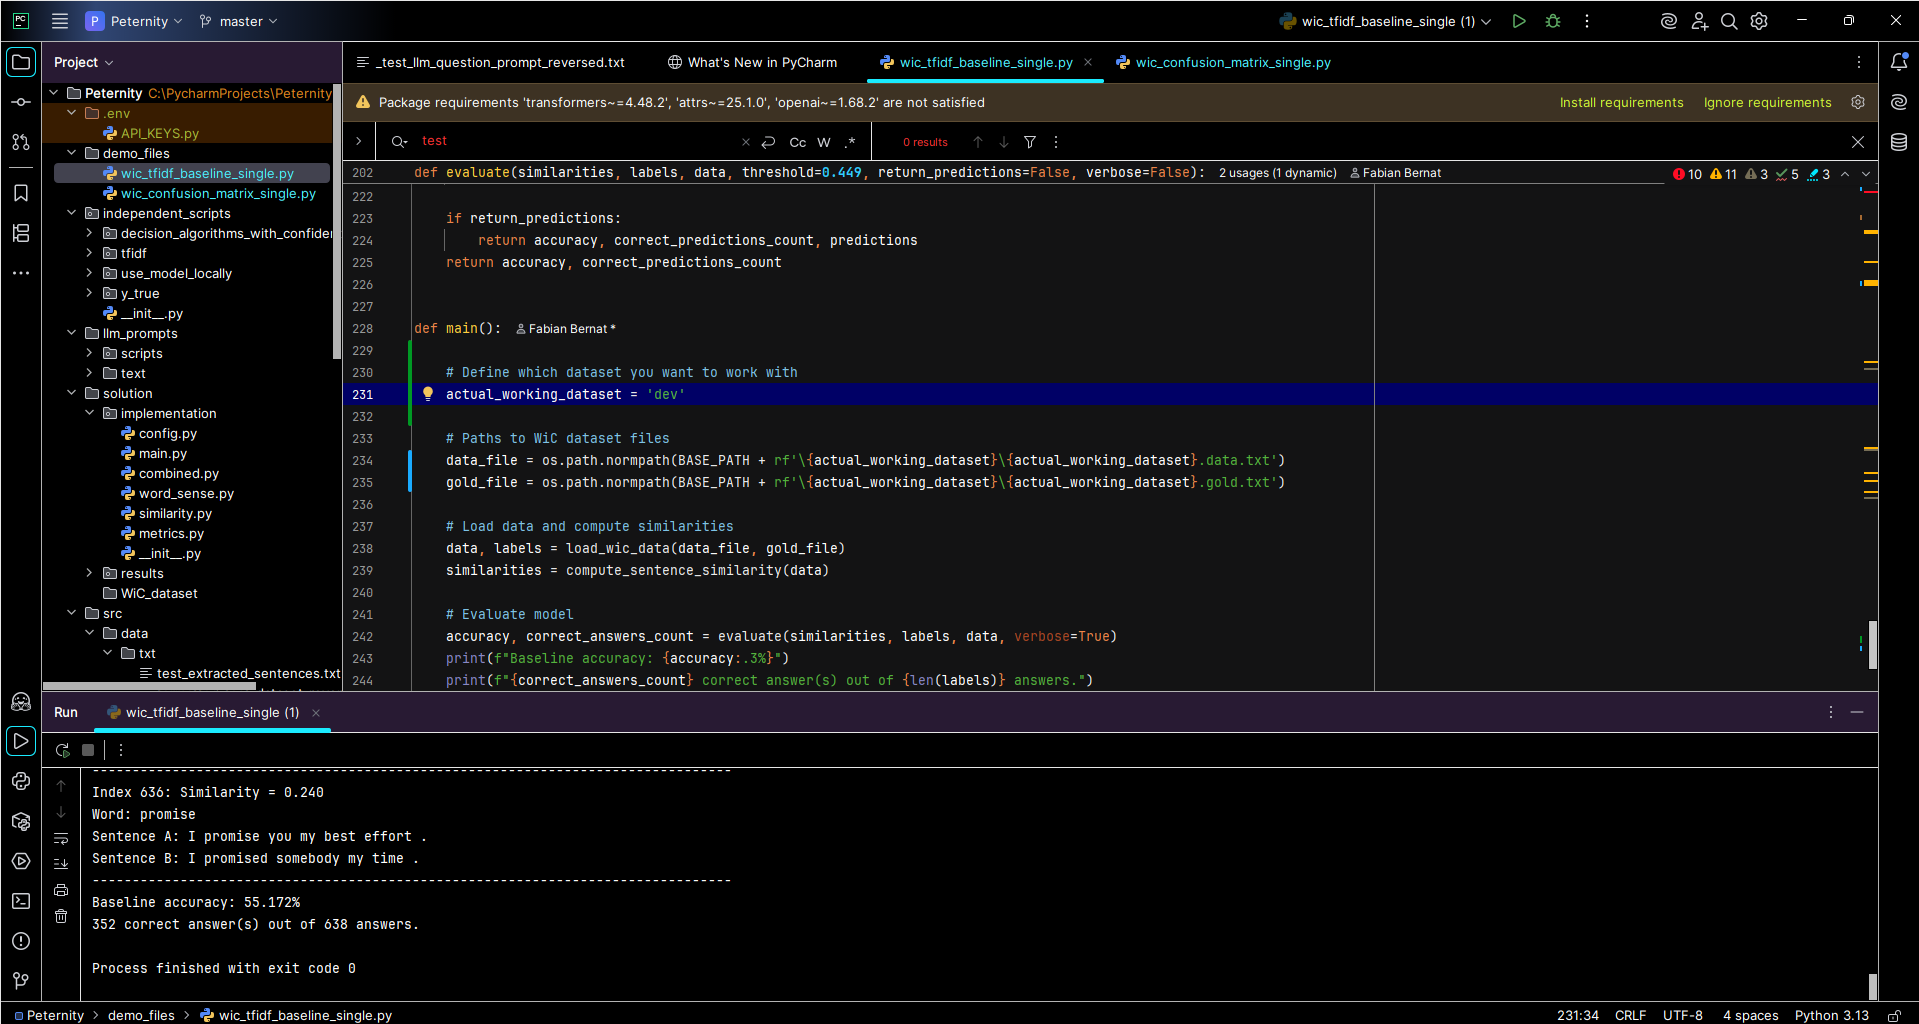 PC P Peternity master wic_tfidf_baseline_single (1)
Project
_test_llm_question_prompt_reversed.txt What's New in PyCharm wic_tfidf_baseline_single.py wic_confusion_matrix_single.py
Package requirements 'transformers~=4.48.2', 'attrs~=25.1.0', 'openai~=1.68.2' are not satisfied Install requirements Ignore requirements
test Cc W .* 0 results
Peternity C:\PycharmProjects\Peternity
.env
API_KEYS.py
demo_files
wic_tfidf_baseline_single.py
wic_confusion_matrix_single.py
independent_scripts
decision_algorithms_with_confider
tfidf
use_model_locally
y_true
__init__.py
llm_prompts
scripts
text
solution
implementation
config.py
main.py
combined.py
word_sense.py
similarity.py
metrics.py
__init__.py
results
WiC_dataset
src
data
txt
test_extracted_sentences.txt
202 def evaluate(similarities, labels, data, threshold=0.449, return_predictions=False, verbose=False): 2 usages (1 dynamic) Fabian Bernat 10 11 3 5 3
222
223 if return_predictions:
224 return accuracy, correct_predictions_count, predictions
225 return accuracy, correct_predictions_count
226
227
228 def main(): Fabian Bernat *
229
230 # Define which dataset you want to work with
231 actual_working_dataset = 'dev'
232
233 # Paths to WiC dataset files
234 data_file = os.path.normpath(BASE_PATH + rf'\{actual_working_dataset}\{actual_working_dataset}.data.txt')
235 gold_file = os.path.normpath(BASE_PATH + rf'\{actual_working_dataset}\{actual_working_dataset}.gold.txt')
236
237 # Load data and compute similarities
238 data, labels = load_wic_data(data_file, gold_file)
239 similarities = compute_sentence_similarity(data)
240
241 # Evaluate model
242 accuracy, correct_answers_count = evaluate(similarities, labels, data, verbose=True)
243 print(f"Baseline accuracy: {accuracy:.3%}")
244 print(f"{correct_answers_count} correct answer(s) out of {len(labels)} answers.")
Run wic_tfidf_baseline_single (1)
--------------------------------------------------------------------------------
Index 636: Similarity = 0.240
Word: promise
Sentence A: I promise you my best effort .
Sentence B: I promised somebody my time .
--------------------------------------------------------------------------------
Baseline accuracy: 55.172%
352 correct answer(s) out of 638 answers.
Process finished with exit code 0
Peternity > demo_files > wic_tfidf_baseline_single.py 231:34 CRLF UTF-8 4 spaces Python 3.13